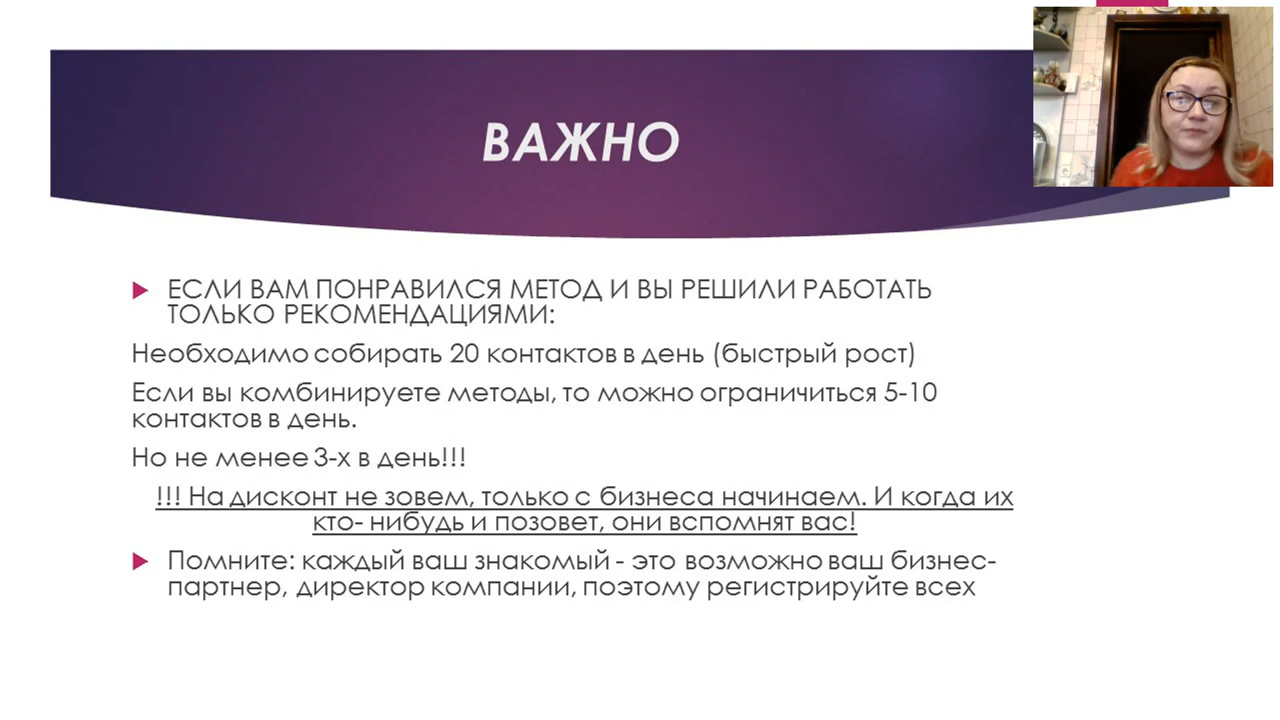 ВАЖНО
ЕСЛИ ВАМ ПОНРАВИЛСЯ МЕТОД И ВЫ РЕШИЛИ РАБОТАТЬ
ТОЛЬКО РЕКОМЕНДАЦИЯМИ:
Необходимо собирать 20 контактов в день (быстрый рост)
Если вы комбинируете методы, то можно ограничиться 5-10
контактов в день.
Но не менее 3-х в день!!!
!!! На дисконт не зовем, только с бизнеса начинаем. И когда их
кто- нибудь и позовет, они вспомнят вас!
Помните: каждый ваш знакомый - это возможно ваш бизнес-
партнер, директор компании, поэтому регистрируйте всех